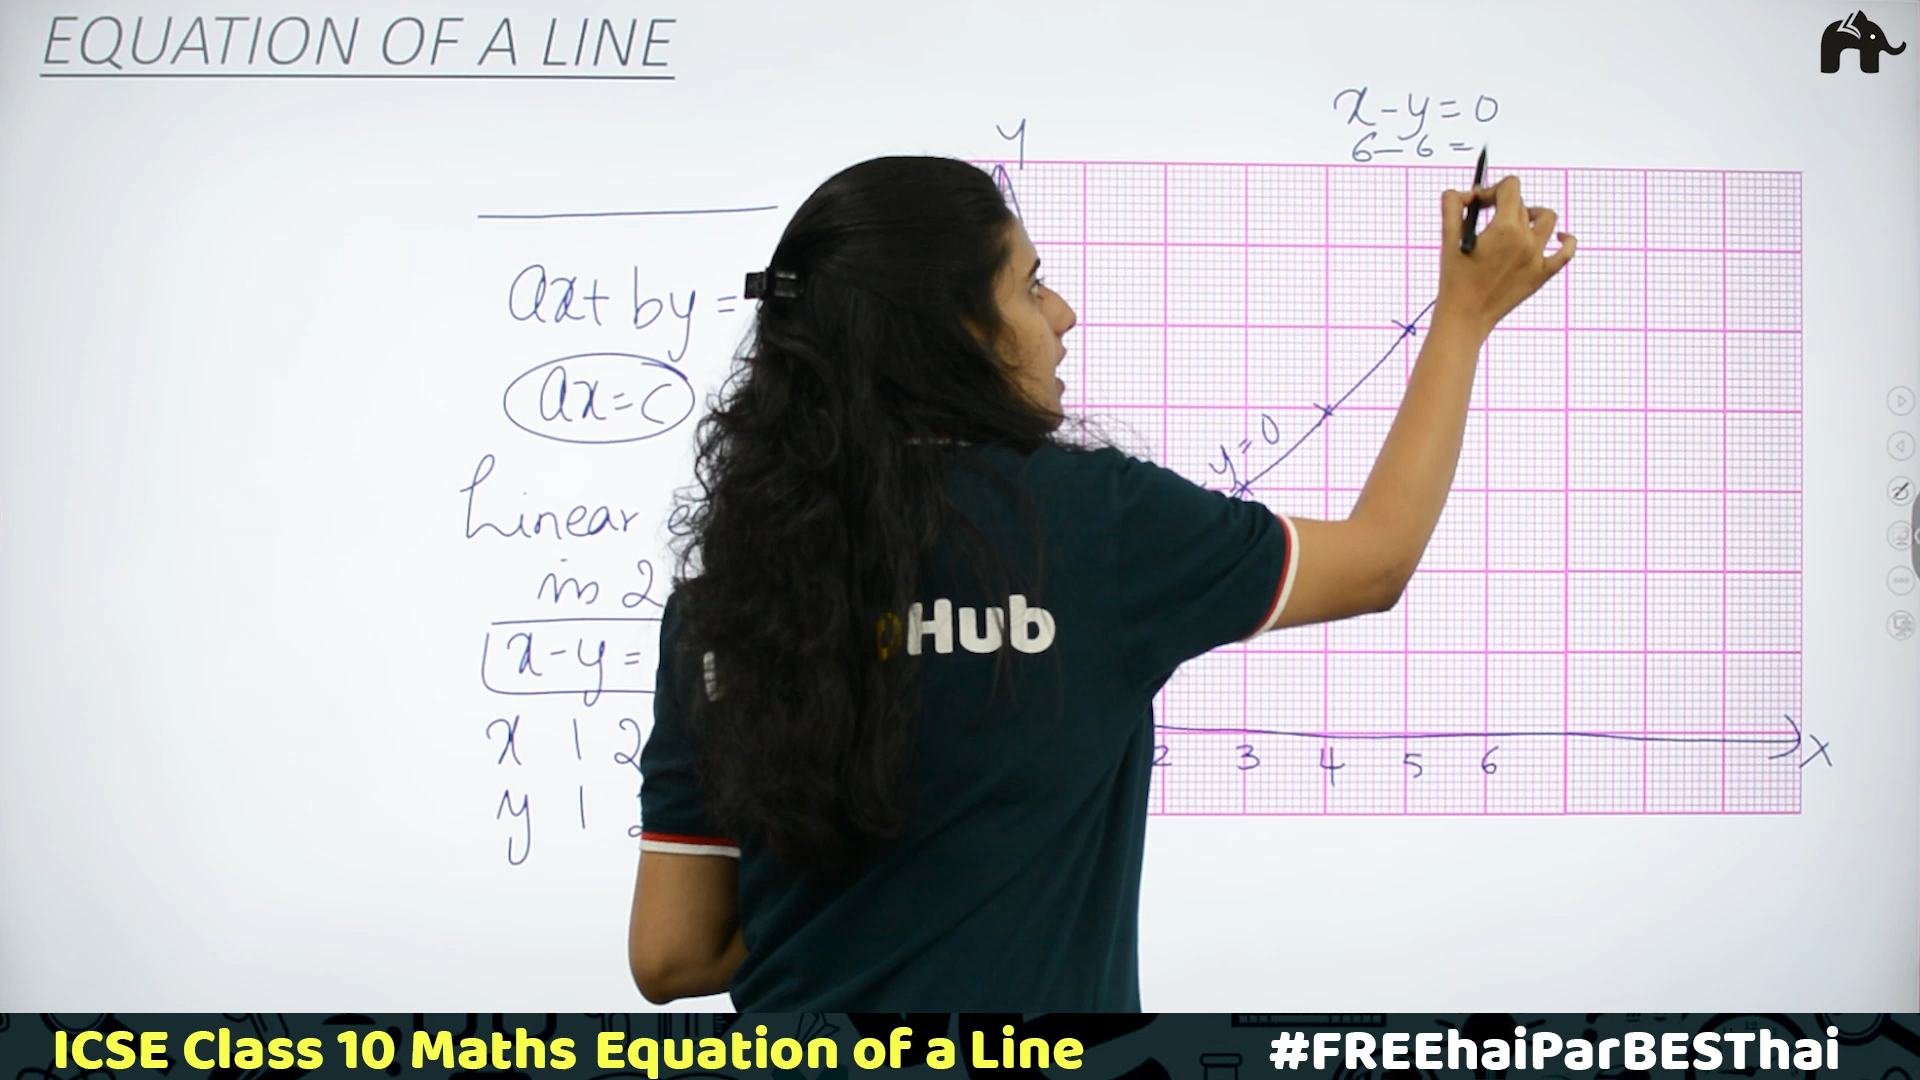 EQUATION OF A LINE
x - y = 0
6 - 6 =
y
ax + by =
ax = c
Linear
in 2
x - y =
x 1 2
y 1
y = 0
2 3 4 5 6 X
Hub
ICSE Class 10 Maths Equation of a Line
#FREEhaiParBESThai